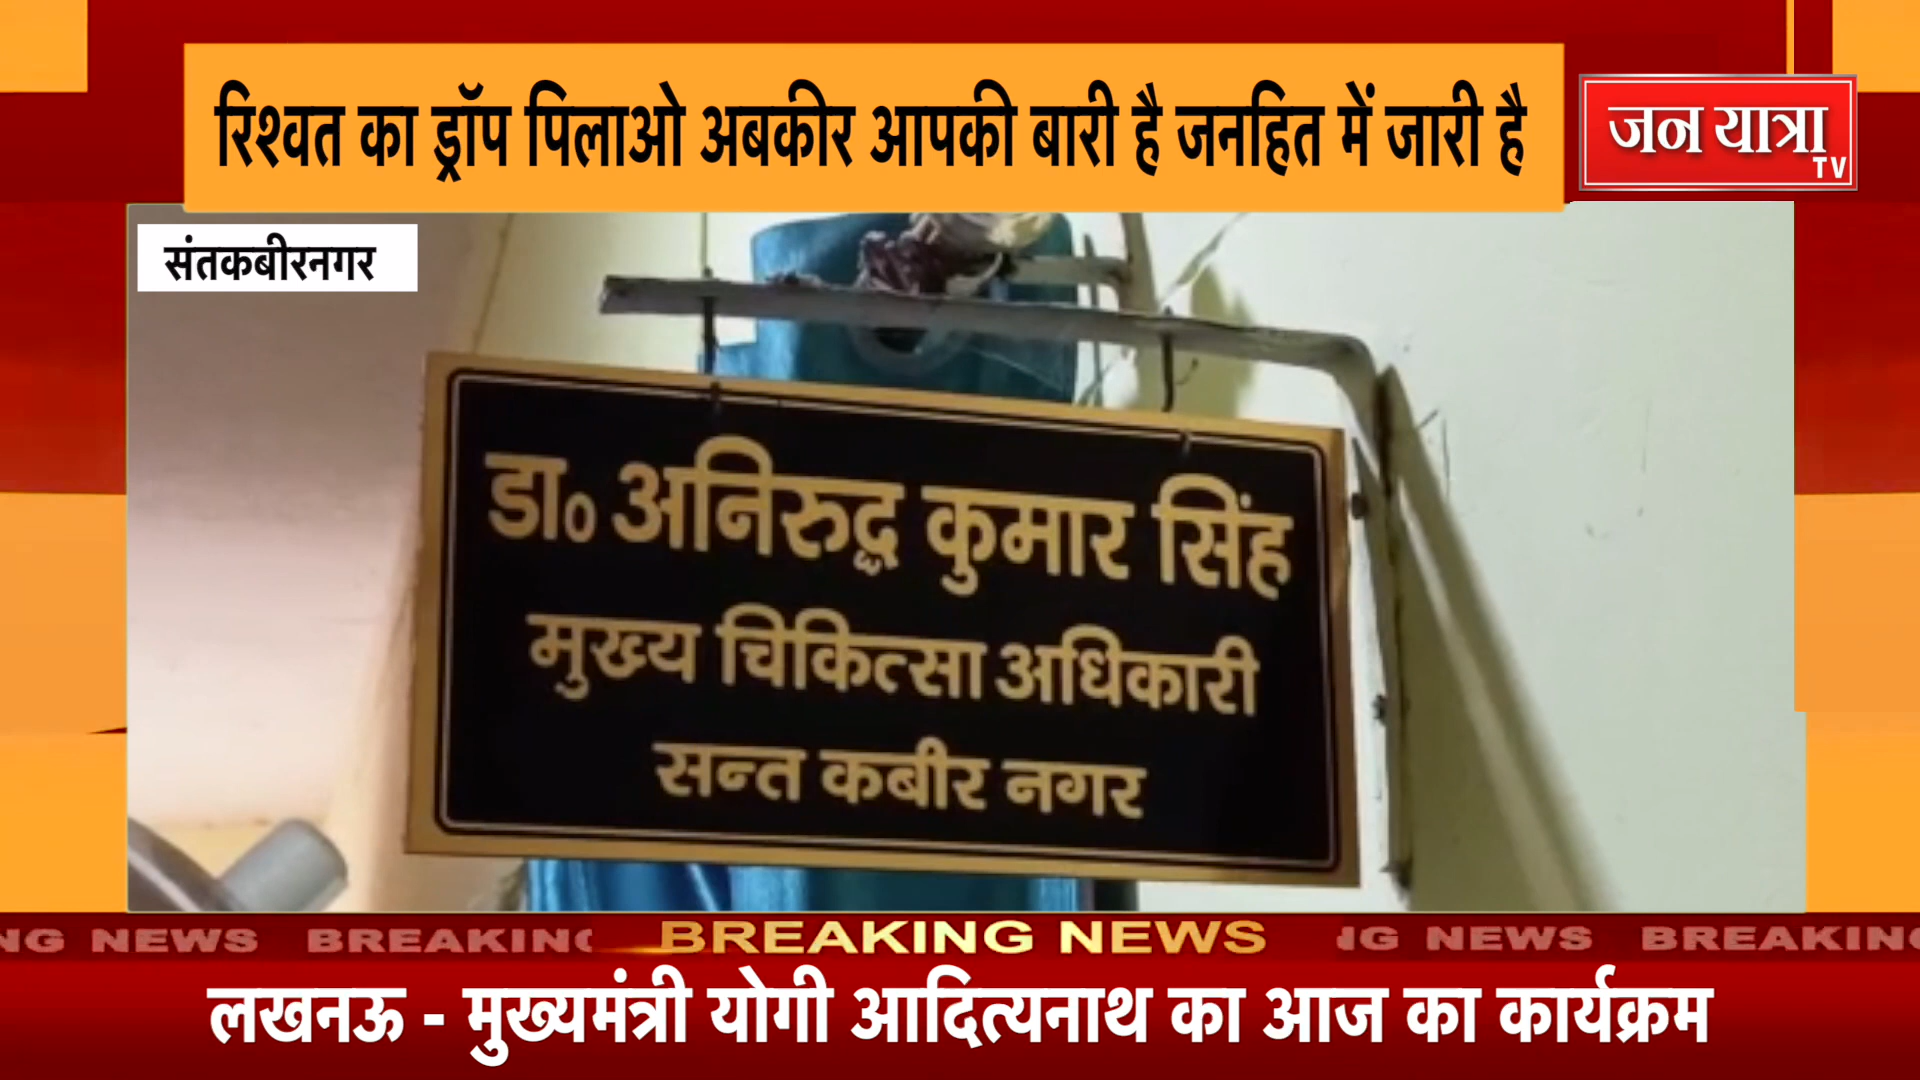 रिश्वत का ड्रॉप पिलाओ अबकीर आपकी बारी है जनहित में जारी है
जन यात्रा
TV
संतकबीरनगर
डा० अनिरुद्ध कुमार सिंह
मुख्य चिकित्सा अधिकारी
सन्त कबीर नगर
NG NEWS BREAKING BREAKING NEWS NG NEWS BREAKING
लखनऊ - मुख्यमंत्री योगी आदित्यनाथ का आज का कार्यक्रम